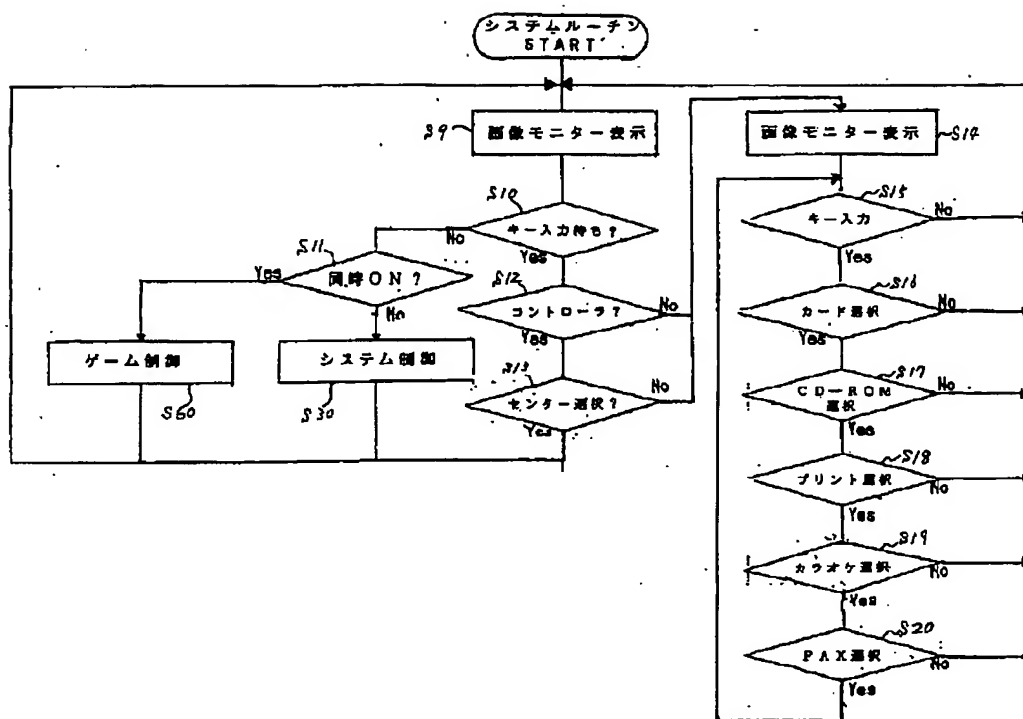 システムルーチン
START
S9
画像モニター表示
S10
キー入力待ち?
No
Yes
S11
同時ON?
Yes
No
S12
コントローラ?
No
Yes
ゲーム制御
S60
システム制御
S30
S13
センター選択?
No
Yes
画像モニター表示
S14
S15
キー入力
No
Yes
S16
カード選択
No
Yes
S17
CD-ROM
選択
No
Yes
S18
プリント選択
No
Yes
S19
カラオケ選択
No
Yes
S20
PAX選択
No
Yes